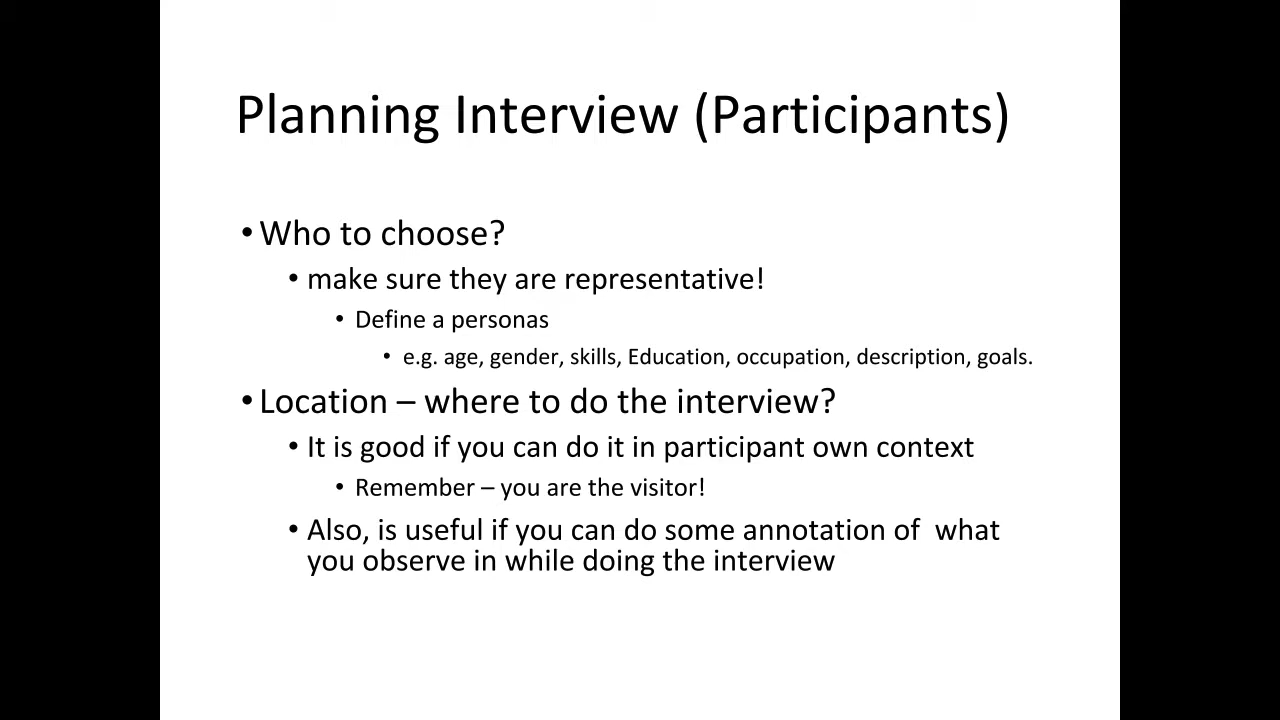 Planning Interview (Participants)
• Who to choose?
• make sure they are representative!
• Define a personas
• e.g. age, gender, skills, Education, occupation, description, goals.
• Location – where to do the interview?
• It is good if you can do it in participant own context
• Remember – you are the visitor!
• Also, is useful if you can do some annotation of  what
you observe in while doing the interview